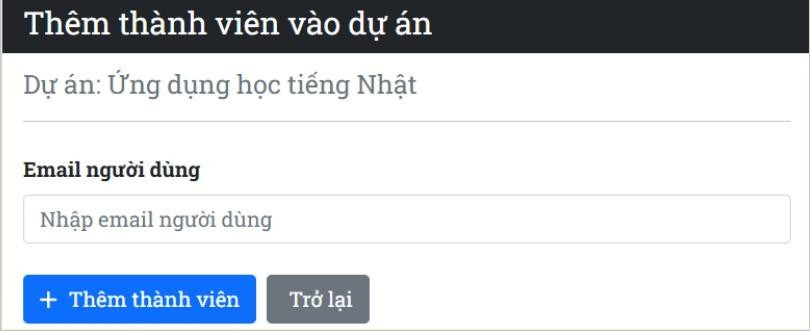 Thêm thành viên vào dự án
Dự án: Ứng dụng học tiếng Nhật
Email người dùng
Nhập email người dùng
+ Thêm thành viên
Trở lại